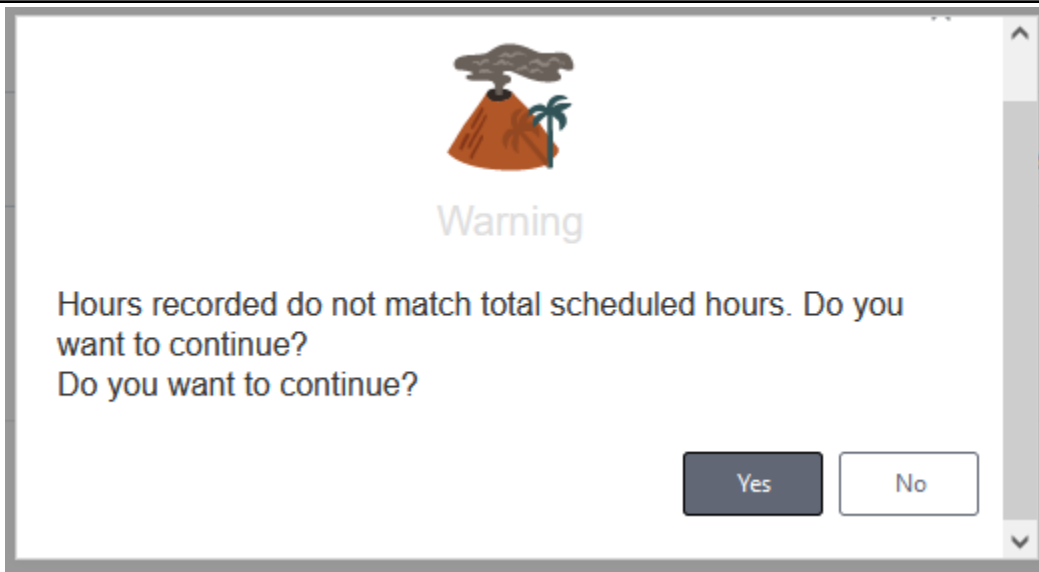 Warning
Hours recorded do not match total scheduled hours. Do you
want to continue?
Do you want to continue?
Yes
No